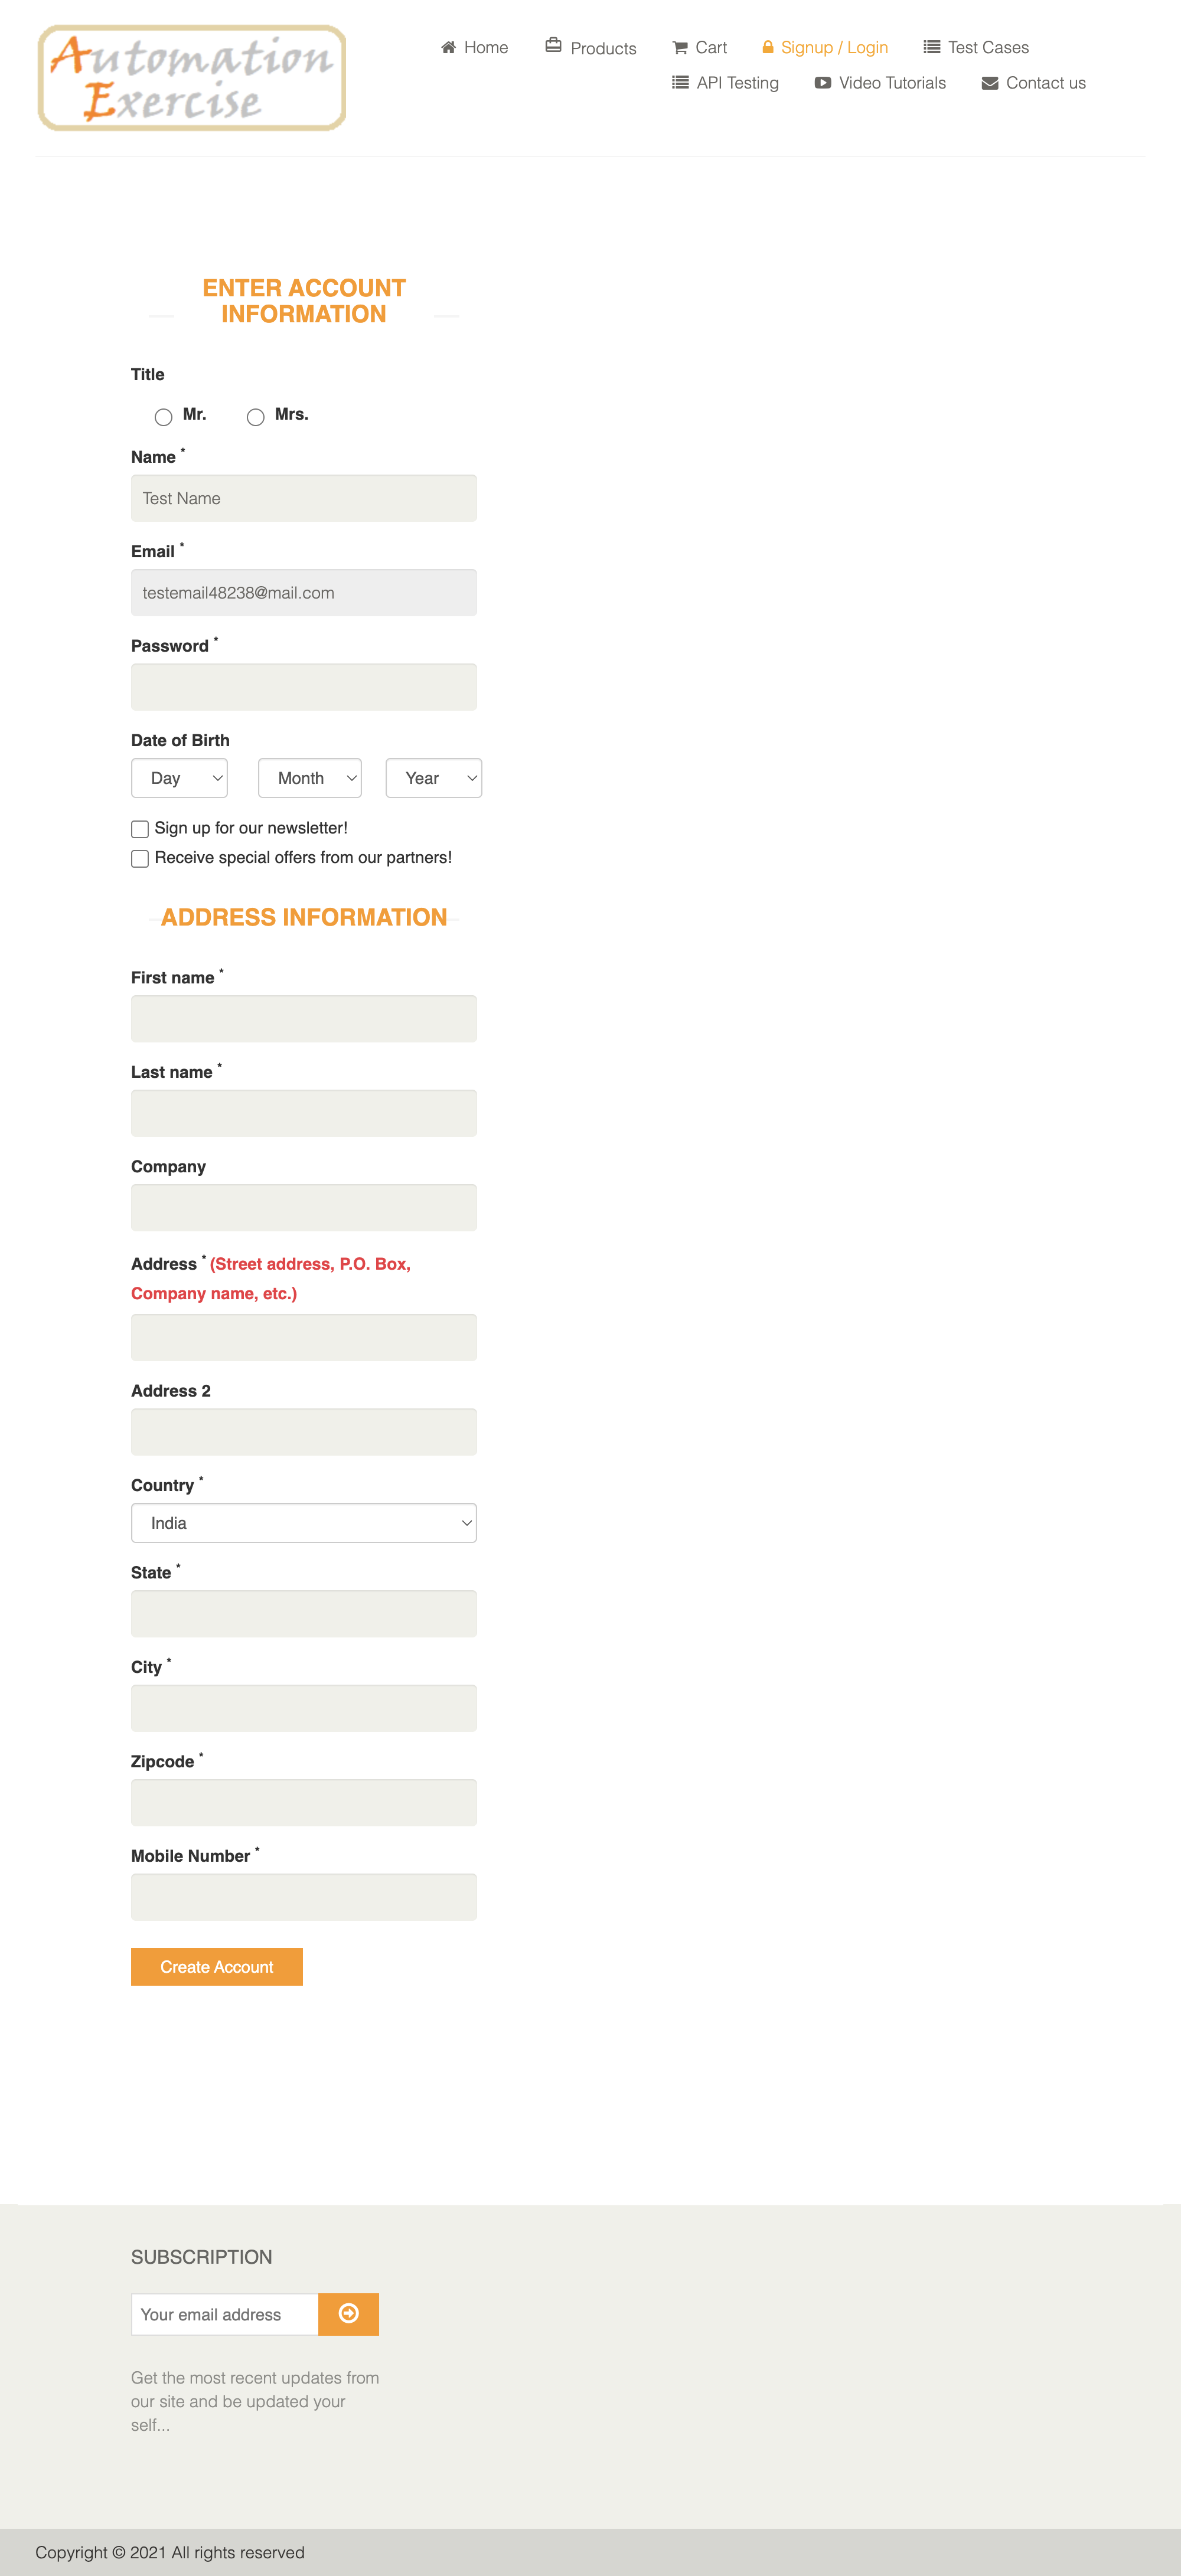 Automation
Exercise
Home
Products
Cart
Signup / Login
Test Cases
API Testing
Video Tutorials
Contact us
ENTER ACCOUNT
INFORMATION
Title
Mr.
Mrs.
Name *
Test Name
Email *
testemail48238@mail.com
Password *
Date of Birth
Day
Month
Year
Sign up for our newsletter!
Receive special offers from our partners!
ADDRESS INFORMATION
First name *
Last name *
Company
Address * (Street address, P.O. Box,
Company name, etc.)
Address 2
Country *
India
State *
City *
Zipcode *
Mobile Number *
Create Account
SUBSCRIPTION
Your email address
Get the most recent updates from
our site and be updated your
self...
Copyright © 2021 All rights reserved